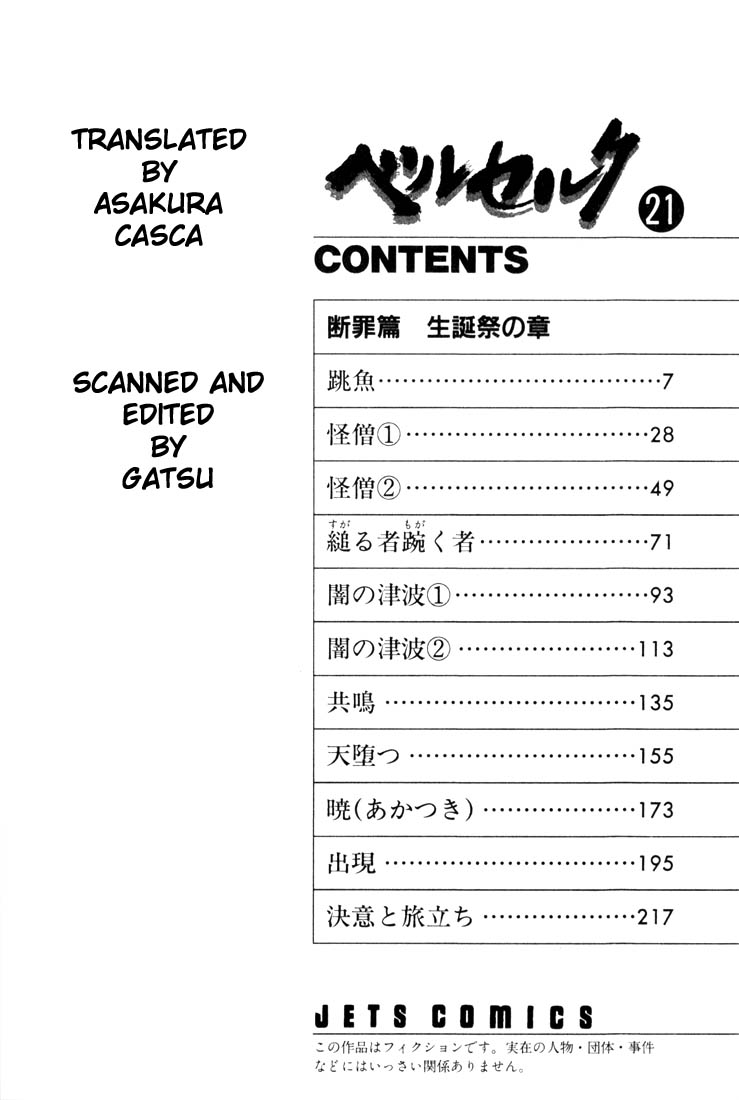 TRANSLATED
BY
ASAKURA
CASCA
SCANNED AND
EDITED
BY
GATSU
ベルセルク 21
CONTENTS
断罪篇 生誕祭の章
跳魚……………………………7
怪僧①…………………………28
怪僧②…………………………49
すが もが
縋る者踠く者…………………71
闇の津波①……………………93
闇の津波②……………………113
共鳴……………………………135
天堕つ…………………………155
暁(あかつき)…………………173
出現……………………………195
決意と旅立ち…………………217
JETS COMICS
この作品はフィクションです。実在の人物・団体・事件
などにはいっさい関係ありません。